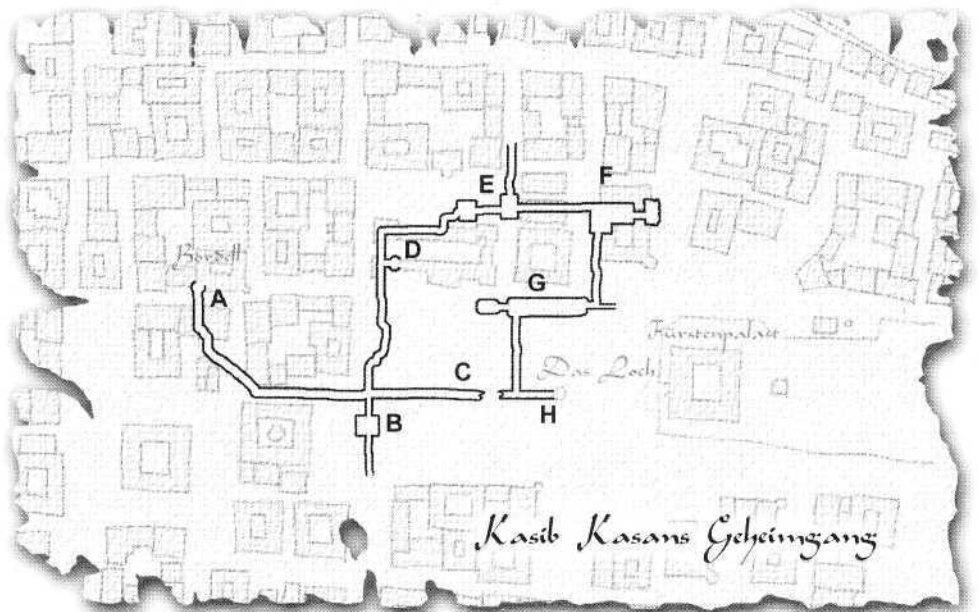 E
F
D
Bordell
A
G
Fürstenpalast
C
Das Loch
H
B
Kasib Kasans Geheimgang